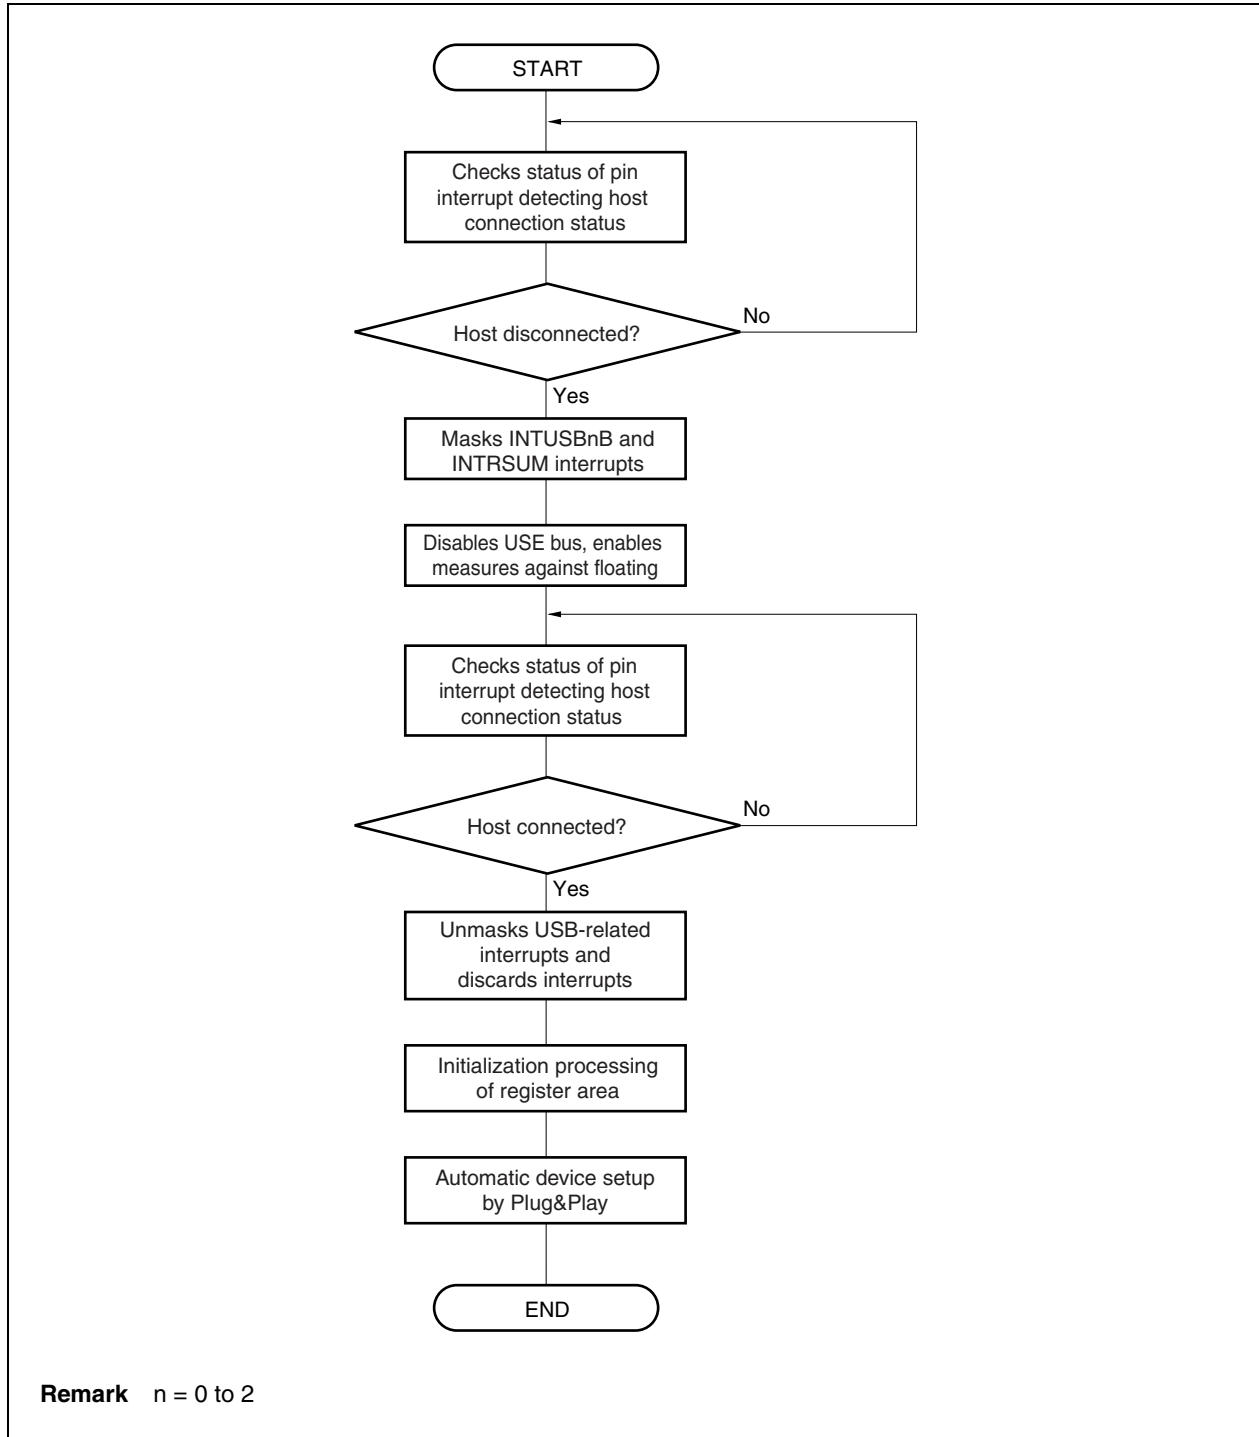 START
Checks status of pin
interrupt detecting host
connection status
Host disconnected?
No
Yes
Masks INTUSBnB and
INTRSUM interrupts
Disables USE bus, enables
measures against floating
Checks status of pin
interrupt detecting host
connection status
Host connected?
No
Yes
Unmasks USB-related
interrupts and
discards interrupts
Initialization processing
of register area
Automatic device setup
by Plug&Play
END
Remark n = 0 to 2